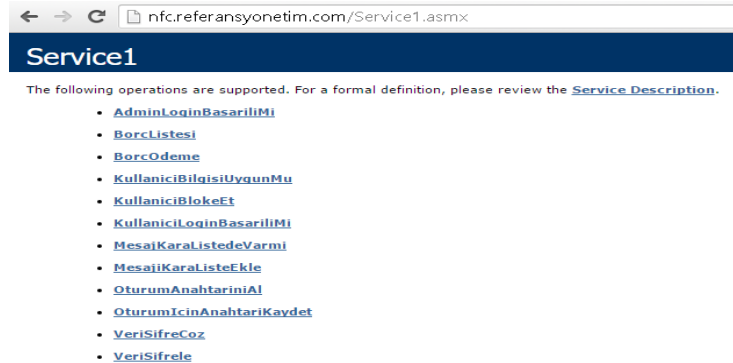 nfc.referansyonetim.com/Service1.asmx
Service1
The following operations are supported. For a formal definition, please review the Service Description.
• AdminLoginBasariliMi
• BorcListesi
• BorcOdeme
• KullaniciBilgisiUygunMu
• KullaniciBlokeEt
• KullaniciLoginBasariliMi
• MesajKaraListedeVarmi
• MesajiKaraListeEkle
• OturumAnahtariniAl
• OturumIcinAnahtariKaydet
• VeriSifreCoz
• VeriSifrele